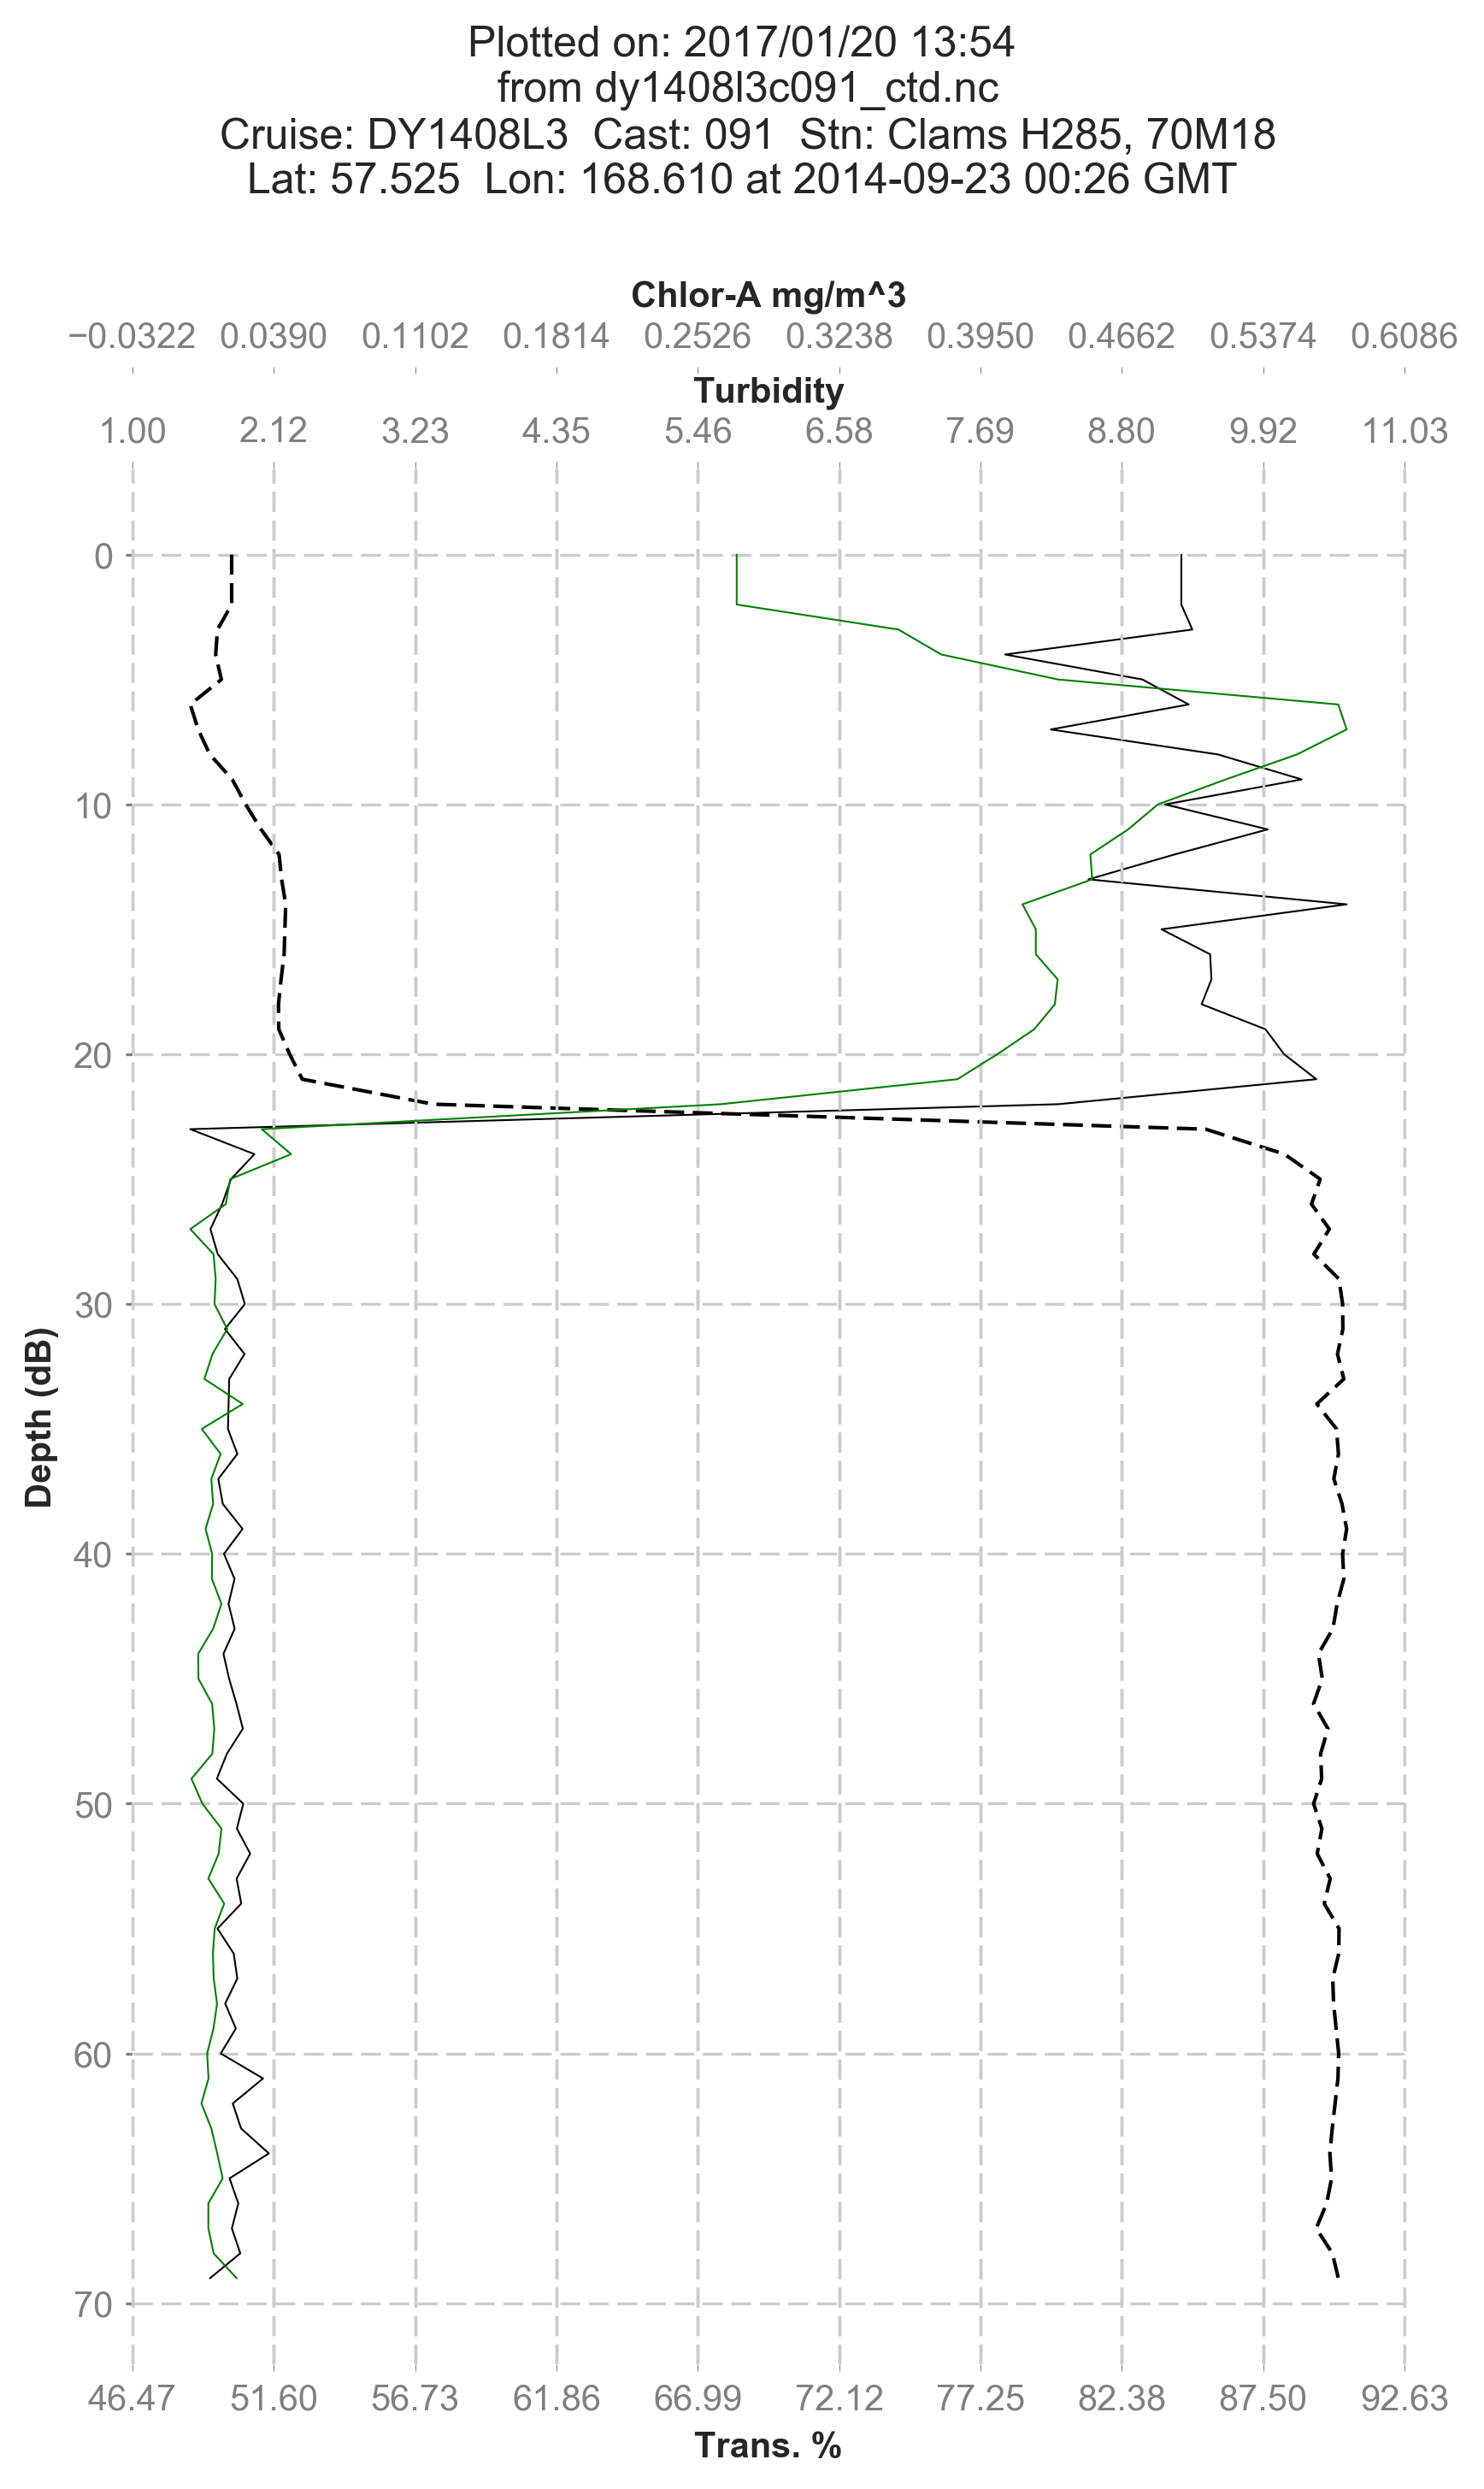 Plotted on: 2017/01/20 13:54
from dy1408l3c091_ctd.nc
Cruise: DY1408L3  Cast: 091  Stn: Clams H285, 70M18
Lat: 57.525  Lon: 168.610 at 2014-09-23 00:26 GMT
Chlor-A mg/m^3
−0.0322 0.0390 0.1102 0.1814 0.2526 0.3238 0.3950 0.4662 0.5374 0.6086
Turbidity
1.00 2.12 3.23 4.35 5.46 6.58 7.69 8.80 9.92 11.03
0
10
20
30
Depth (dB)
40
50
60
70
46.47 51.60 56.73 61.86 66.99 72.12 77.25 82.38 87.50 92.63
Trans. %